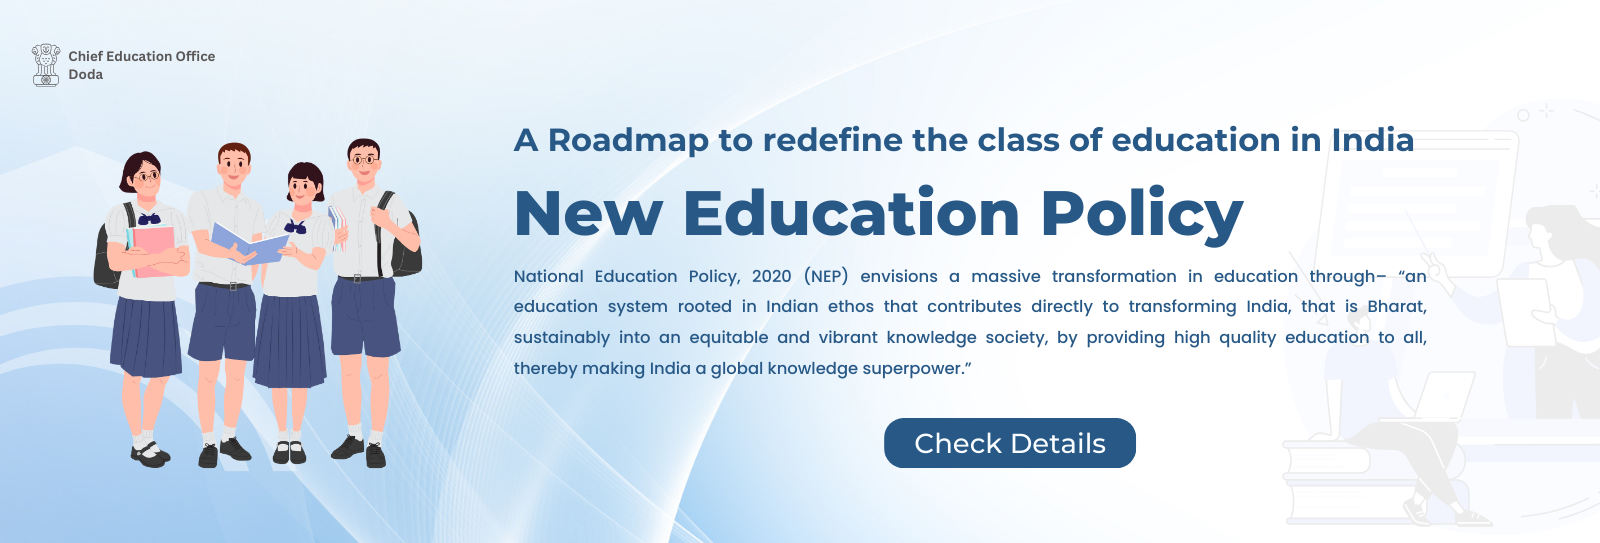 Chief Education Office
Doda
A Roadmap to redefine the class of education in India
New Education Policy
National Education Policy, 2020 (NEP) envisions a massive transformation in education through– “an
education system rooted in Indian ethos that contributes directly to transforming India, that is Bharat,
sustainably into an equitable and vibrant knowledge society, by providing high quality education to all,
thereby making India a global knowledge superpower.”
Check Details